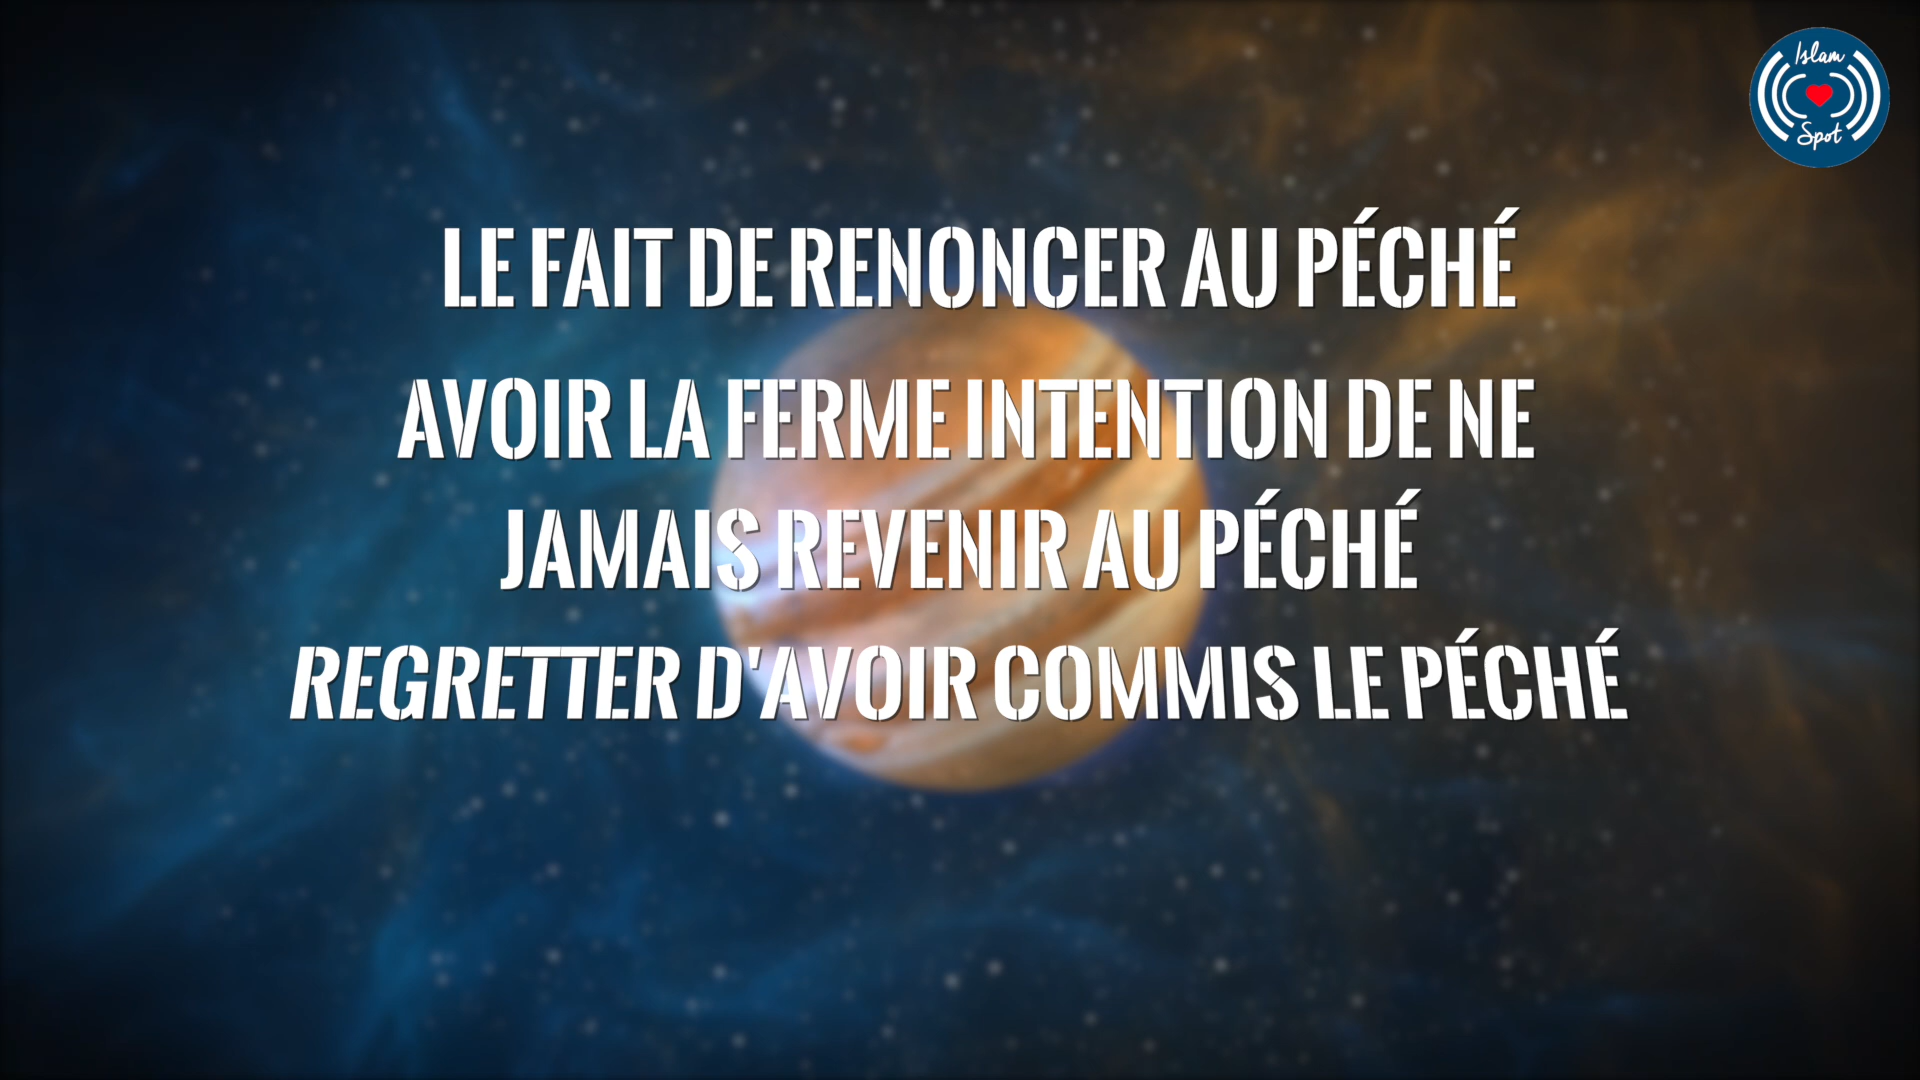 Islam
Spot
LE FAIT DE RENONCER AU PÉCHÉ
AVOIR LA FERME INTENTION DE NE
JAMAIS REVENIR AU PÉCHÉ
REGRETTER D'AVOIR COMMIS LE PÉCHÉ